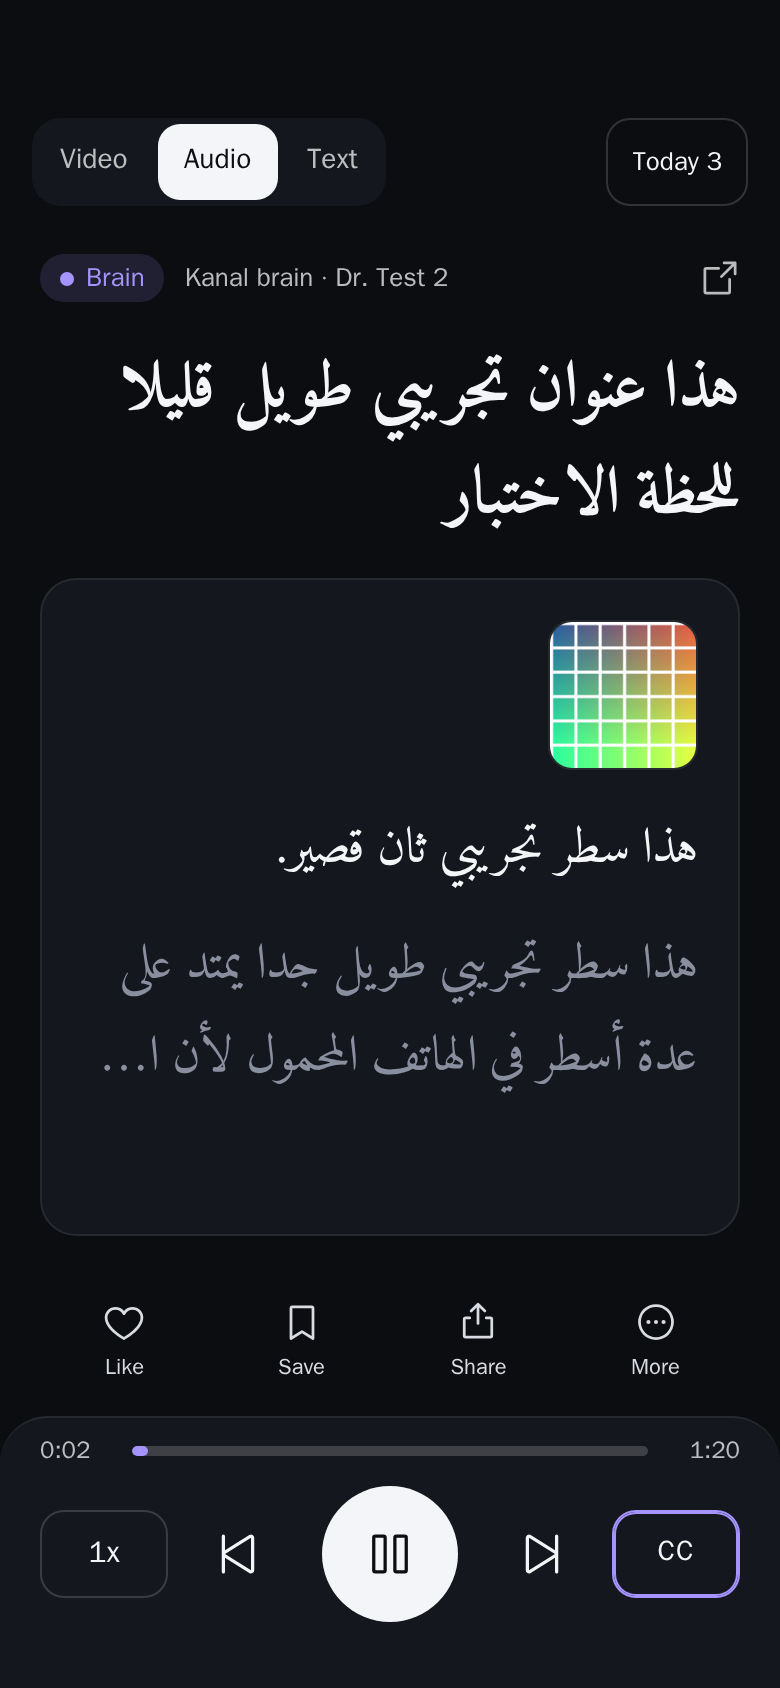 Video
Audio
Text
Today 3
Brain
Kanal brain · Dr. Test 2
هذا عنوان تجريبي طويل قليلا
للحظة الاختبار
هذا سطر تجريبي ثان قصير.
هذا سطر تجريبي طويل جدا يمتد على
عدة أسطر في الهاتف المحمول لأن ا...
Like
Save
Share
More
0:02
1:20
1x
CC